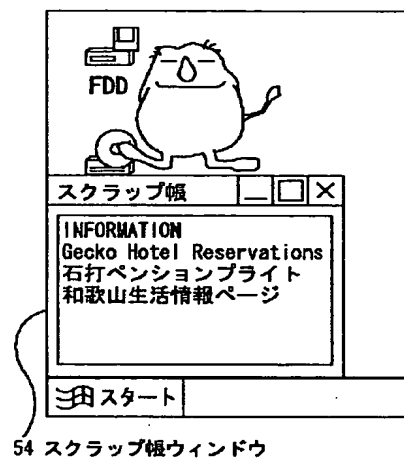 FDD
スクラップ帳
INFORMATION
Gecko Hotel Reservations
石打ペンションブライト
和歌山生活情報ページ
スタート
54 スクラップ帳ウィンドウ